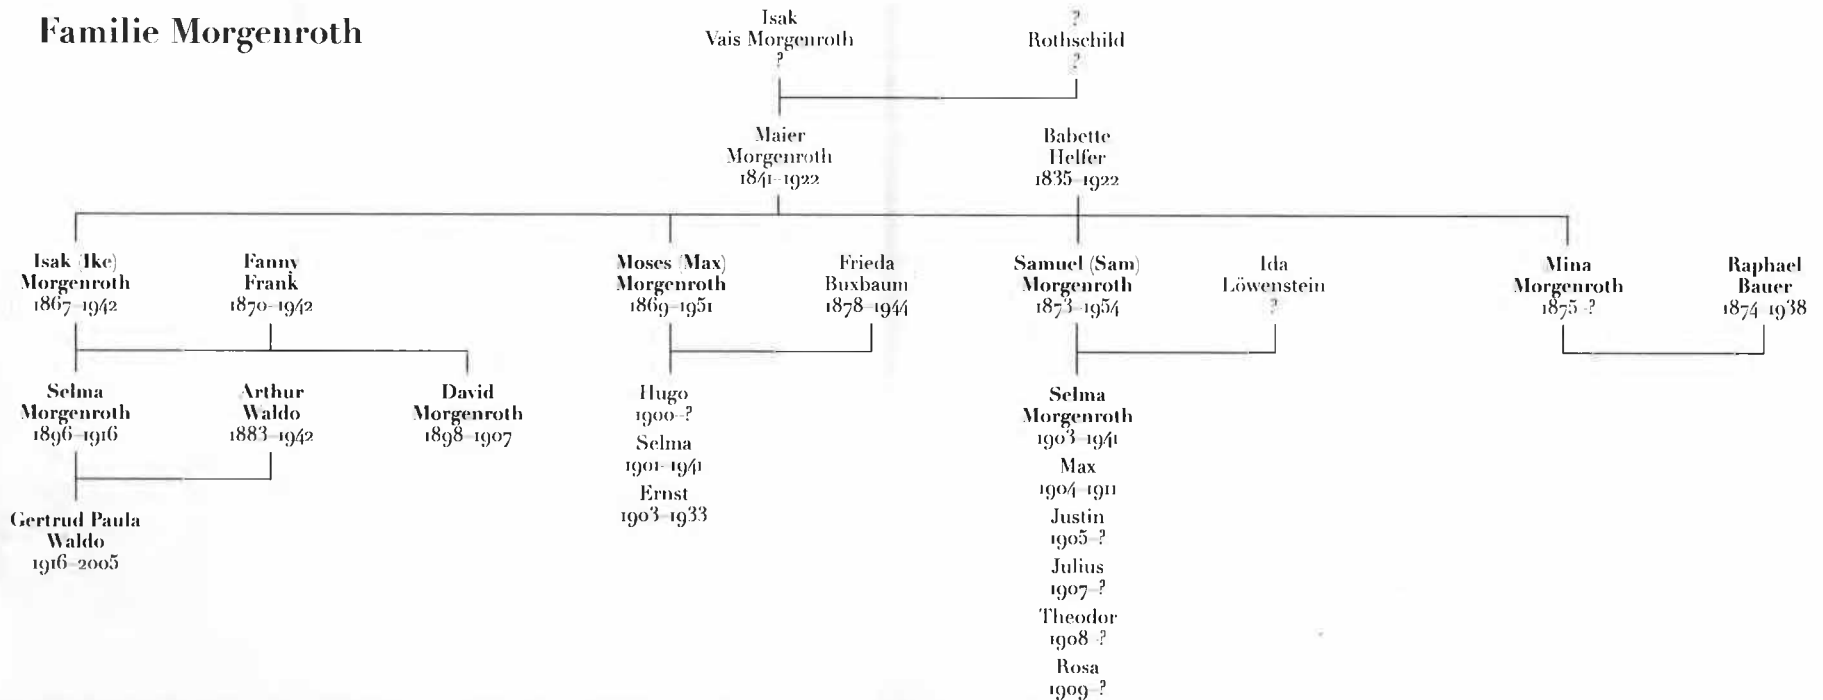 Familie Morgenroth
Isak
Vais Morgenroth
?
?
Rothschild
?
Maier
Morgenroth
1841–1922
Babette
Helfer
1835–1922
Isak (Ike)
Morgenroth
1867–1942
Fanny
Frank
1870–1942
Moses (Max)
Morgenroth
1869–1951
Frieda
Buxbaum
1878–1944
Samuel (Sam)
Morgenroth
1873–1954
Ida
Löwenstein
?
Mina
Morgenroth
1875–?
Raphael
Bauer
1874–1938
Selma
Morgenroth
1896–1916
Arthur
Waldo
1883–1942
David
Morgenroth
1898–1907
Hugo
1900–?
Selma
1901–1941
Ernst
1903–1933
Selma
Morgenroth
1903–1941
Max
1904–1911
Justin
1905–?
Julius
1907–?
Theodor
1908–?
Rosa
1909–?
Gertrud Paula
Waldo
1916–2005